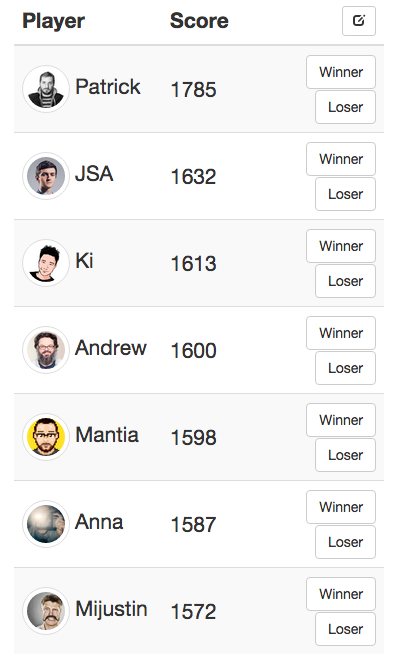 Player Score
Patrick 1785 Winner
Loser
JSA 1632 Winner
Loser
Ki 1613 Winner
Loser
Andrew 1600 Winner
Loser
Mantia 1598 Winner
Loser
Anna 1587 Winner
Loser
Mijustin 1572 Winner
Loser